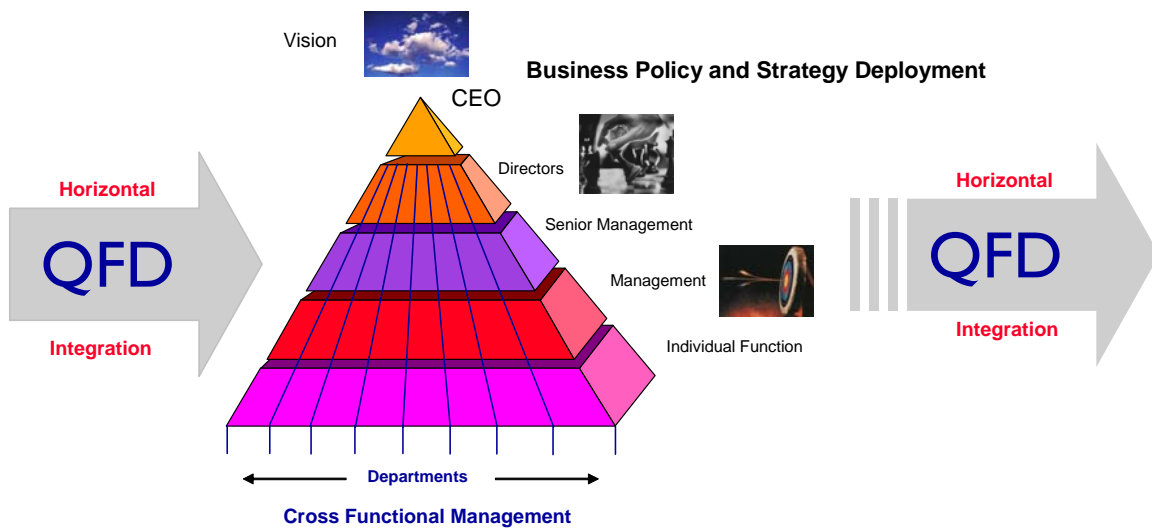 Vision
Business Policy and Strategy Deployment
CEO
Directors
Horizontal
QFD
Integration
Senior Management
Management
Individual Function
Horizontal
QFD
Integration
Departments
Cross Functional Management